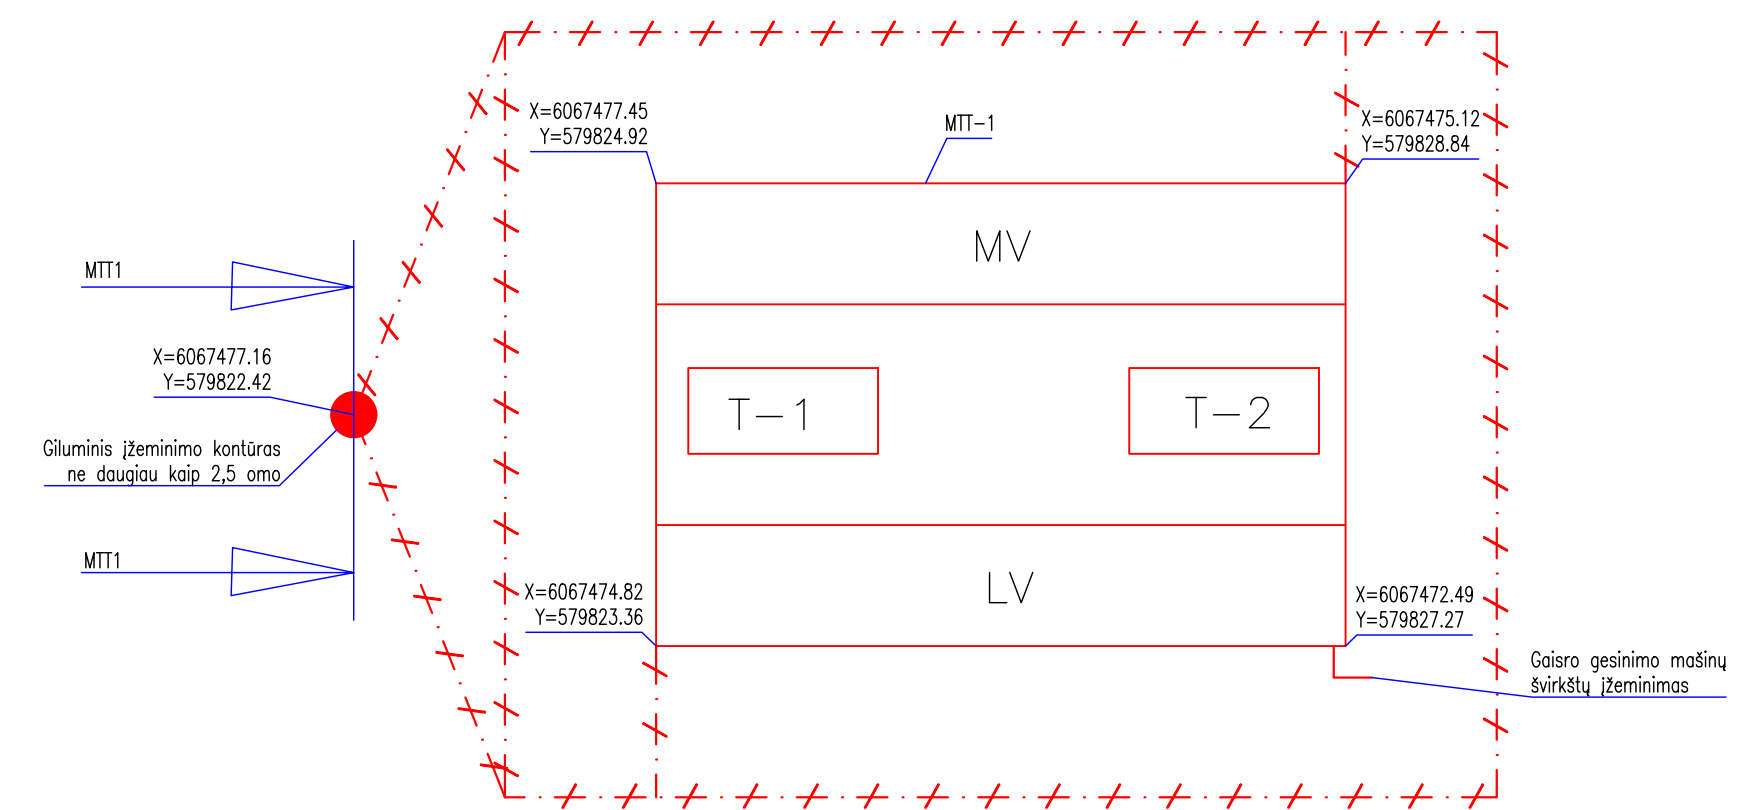 X=6067477.45
Y=579824.92
MTT-1
X=6067475.12
Y=579828.84
MV
MTT1
X=6067477.16
Y=579822.42
T-1
T-2
Giluminis įžeminimo kontūras
ne daugiau kaip 2,5 omo
MTT1
X=6067474.82
Y=579823.36
LV
X=6067472.49
Y=579827.27
Gaisro gesinimo mašinų
švirkštų įžeminimas